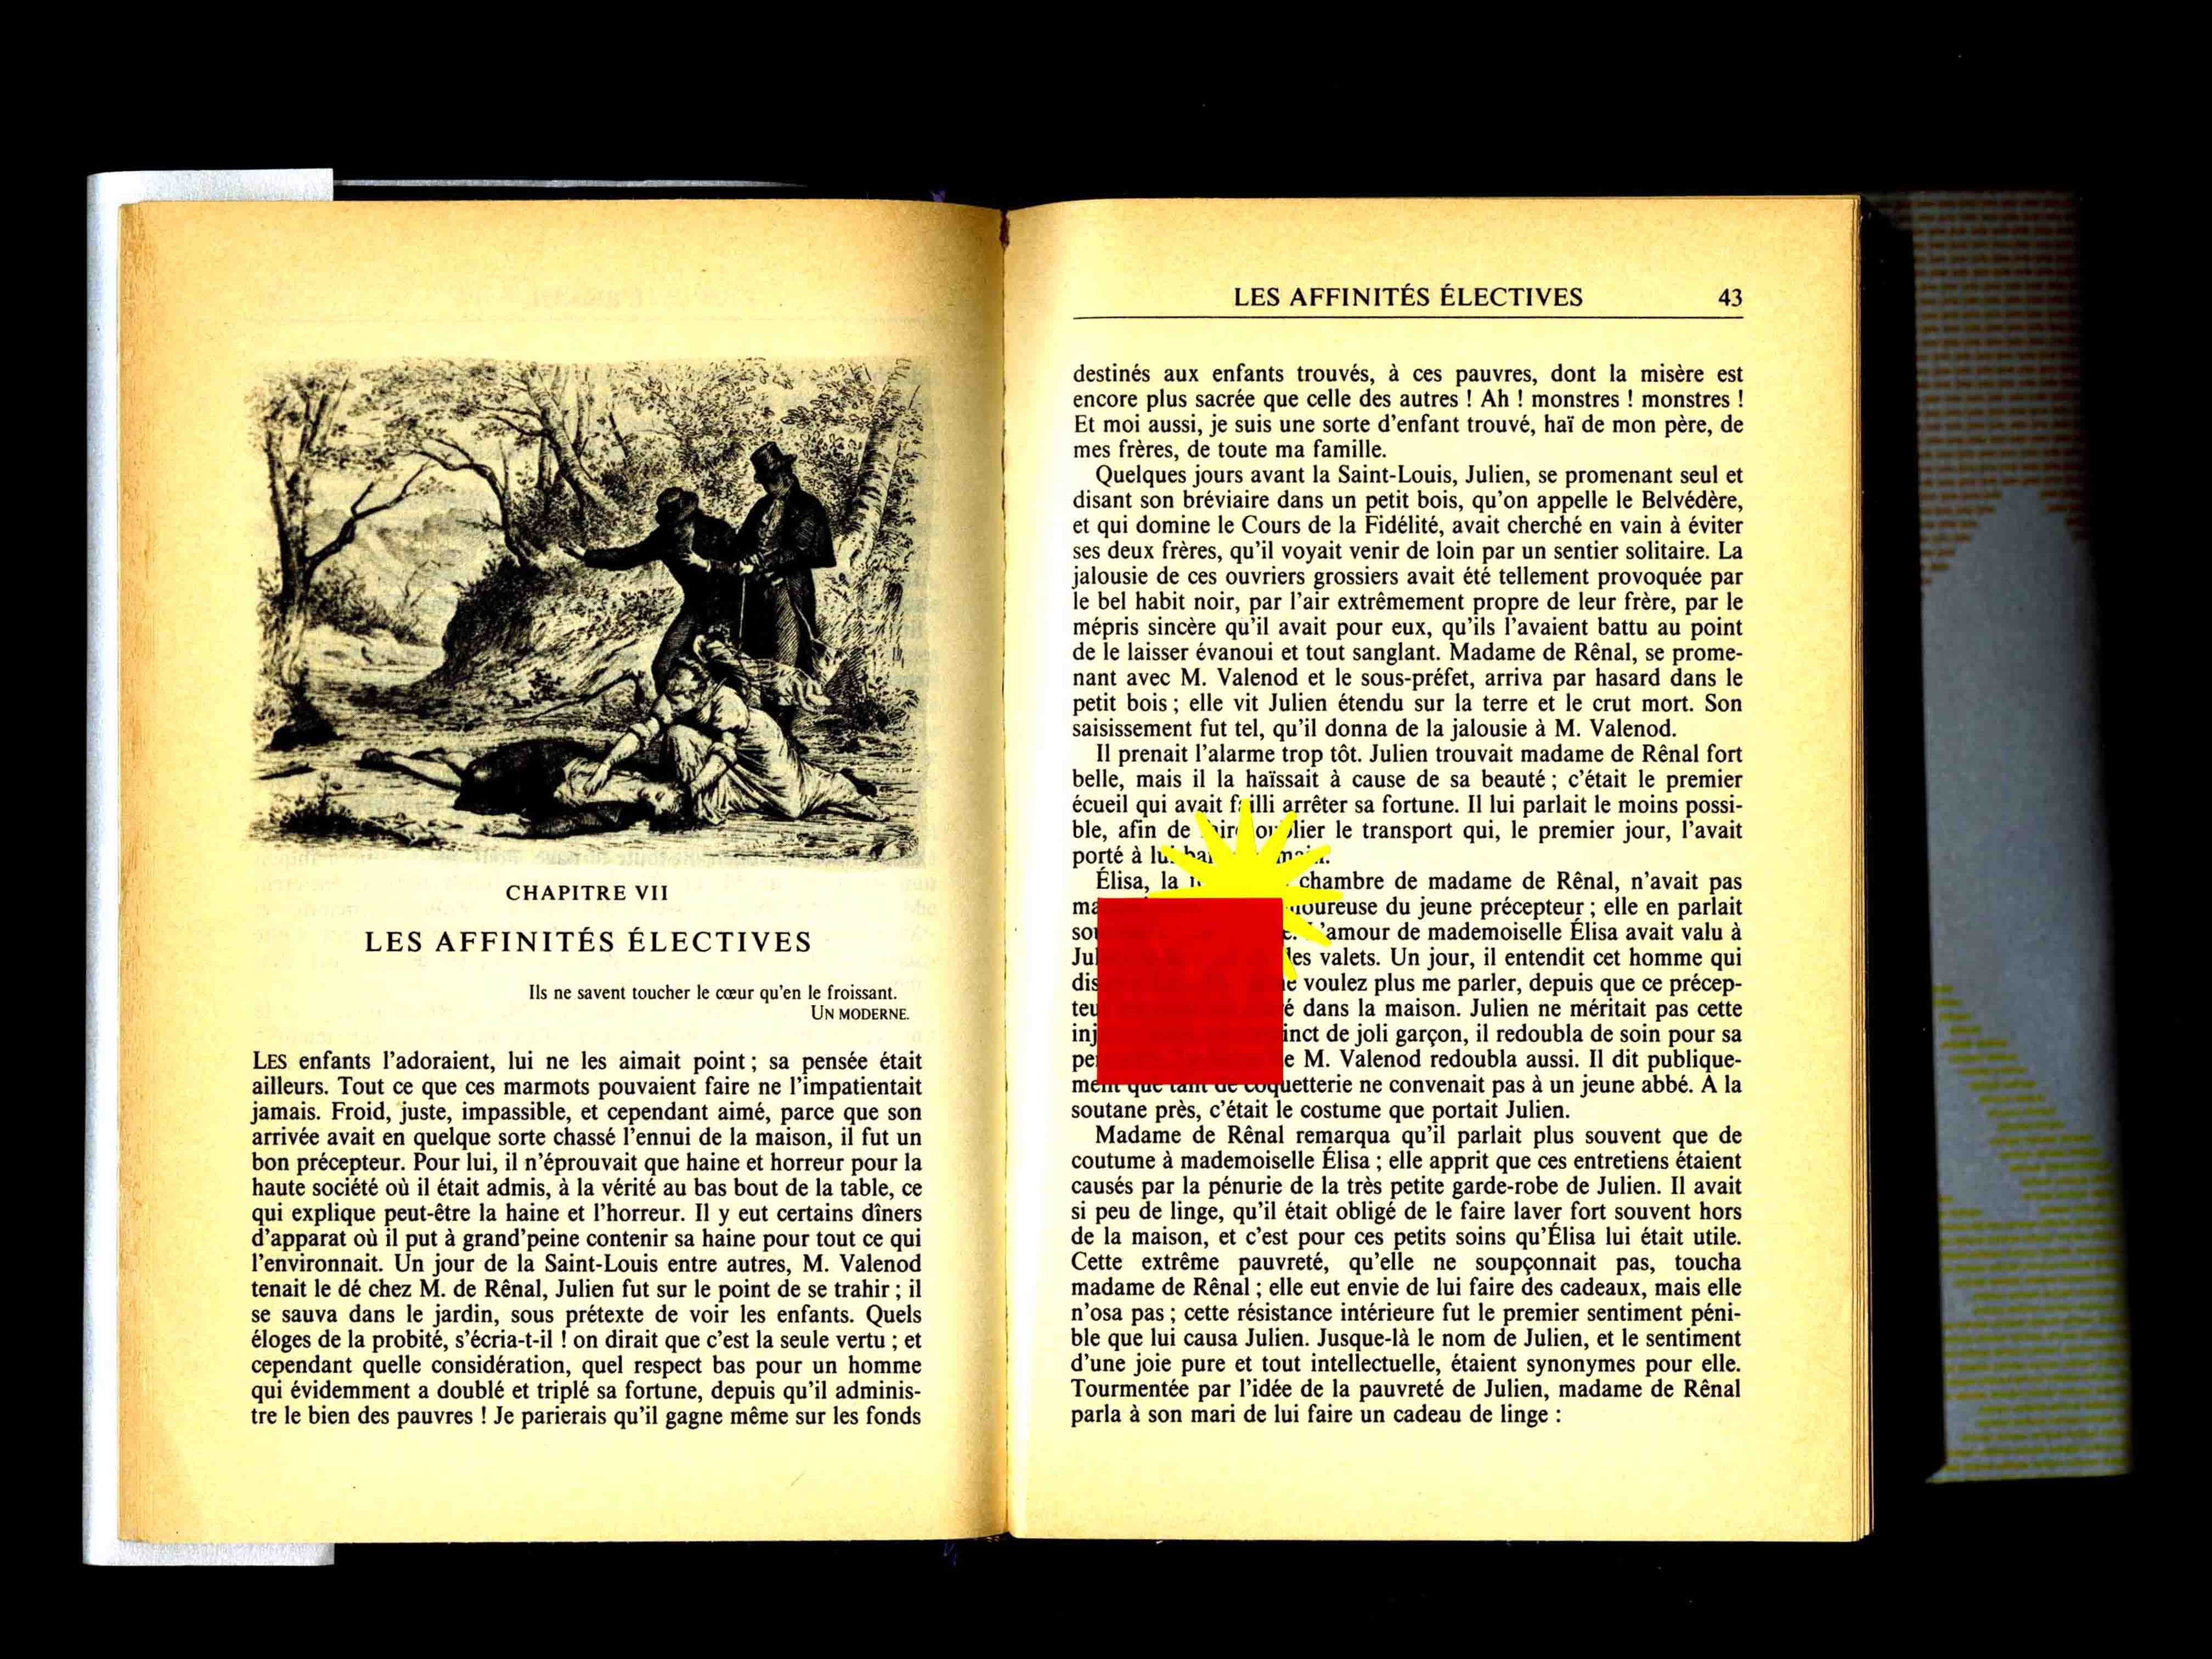 CHAPITRE VII
LES AFFINITÉS ÉLECTIVES
Ils ne savent toucher le cœur qu'en le froissant.
UN MODERNE.
LES enfants l'adoraient, lui ne les aimait point ; sa pensée était
ailleurs. Tout ce que ces marmots pouvaient faire ne l'impatientait
jamais. Froid, juste, impassible, et cependant aimé, parce que son
arrivée avait en quelque sorte chassé l'ennui de la maison, il fut un
bon précepteur. Pour lui, il n'éprouvait que haine et horreur pour la
haute société où il était admis, à la vérité au bas bout de la table, ce
qui explique peut-être la haine et l'horreur. Il y eut certains dîners
d'apparat où il put à grand'peine contenir sa haine pour tout ce qui
l'environnait. Un jour de la Saint-Louis entre autres, M. Valenod
tenait le dé chez M. de Rênal, Julien fut sur le point de se trahir ; il
se sauva dans le jardin, sous prétexte de voir les enfants. Quels
éloges de la probité, s'écria-t-il ! on dirait que c'est la seule vertu ; et
cependant quelle considération, quel respect bas pour un homme
qui évidemment a doublé et triplé sa fortune, depuis qu'il adminis-
tre le bien des pauvres ! Je parierais qu'il gagne même sur les fonds
LES AFFINITÉS ÉLECTIVES 43
destinés aux enfants trouvés, à ces pauvres, dont la misère est
encore plus sacrée que celle des autres ! Ah ! monstres ! monstres !
Et moi aussi, je suis une sorte d'enfant trouvé, haï de mon père, de
mes frères, de toute ma famille.
Quelques jours avant la Saint-Louis, Julien, se promenant seul et
disant son bréviaire dans un petit bois, qu'on appelle le Belvédère,
et qui domine le Cours de la Fidélité, avait cherché en vain à éviter
ses deux frères, qu'il voyait venir de loin par un sentier solitaire. La
jalousie de ces ouvriers grossiers avait été tellement provoquée par
le bel habit noir, par l'air extrêmement propre de leur frère, par le
mépris sincère qu'il avait pour eux, qu'ils l'avaient battu au point
de le laisser évanoui et tout sanglant. Madame de Rênal, se prome-
nant avec M. Valenod et le sous-préfet, arriva par hasard dans le
petit bois ; elle vit Julien étendu sur la terre et le crut mort. Son
saisissement fut tel, qu'il donna de la jalousie à M. Valenod.
Il prenait l'alarme trop tôt. Julien trouvait madame de Rênal fort
belle, mais il la haïssait à cause de sa beauté ; c'était le premier
écueil qui avait failli arrêter sa fortune. Il lui parlait le moins possi-
ble, afin de faire oublier le transport qui, le premier jour, l'avait
porté à lui main.
Élisa, la chambre de madame de Rênal, n'avait pas
du jeune précepteur ; elle en parlait
L'amour de mademoiselle Élisa avait valu à
valets. Un jour, il entendit cet homme qui
voulez plus me parler, depuis que ce précep-
dans la maison. Julien ne méritait pas cette
de joli garçon, il redoubla de soin pour sa
M. Valenod redoubla aussi. Il dit publique-
ment que tant de coquetterie ne convenait pas à un jeune abbé. A la
soutane près, c'était le costume que portait Julien.
Madame de Rênal remarqua qu'il parlait plus souvent que de
coutume à mademoiselle Élisa ; elle apprit que ces entretiens étaient
causés par la pénurie de la très petite garde-robe de Julien. Il avait
si peu de linge, qu'il était obligé de le faire laver fort souvent hors
de la maison, et c'est pour ces petits soins qu'Élisa lui était utile.
Cette extrême pauvreté, qu'elle ne soupçonnait pas, toucha
madame de Rênal ; elle eut envie de lui faire des cadeaux, mais elle
n'osa pas ; cette résistance intérieure fut le premier sentiment péni-
ble que lui causa Julien. Jusque-là le nom de Julien, et le sentiment
d'une joie pure et tout intellectuelle, étaient synonymes pour elle.
Tourmentée par l'idée de la pauvreté de Julien, madame de Rênal
parla à son mari de lui faire un cadeau de linge :